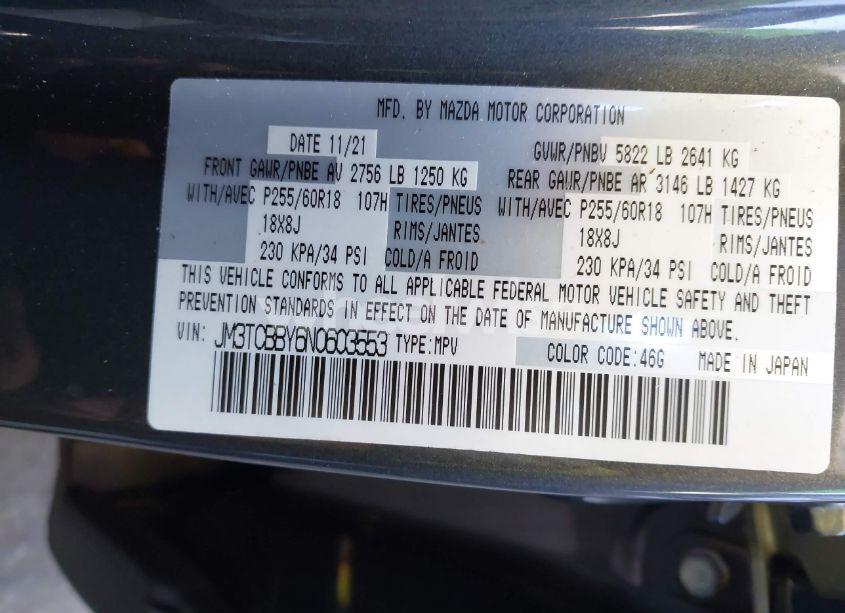 MFD. BY MAZDA MOTOR CORPORATION
DATE 11/21 GVWR/PNBV 5822 LB 2641 KG
FRONT GAWR/PNBE AV 2756 LB 1250 KG REAR GAWR/PNBE AR 3146 LB 1427 KG
WITH/AVEC P255/60R18 107H TIRES/PNEUS WITH/AVEC P255/60R18 107H TIRES/PNEUS
18X8J RIMS/JANTES 18X8J RIMS/JANTES
230 KPA/34 PSI COLD/A FROID 230 KPA/34 PSI COLD/A FROID
THIS VEHICLE CONFORMS TO ALL APPLICABLE FEDERAL MOTOR VEHICLE SAFETY AND THEFT
PREVENTION STANDARDS IN EFFECT ON THE DATE OF MANUFACTURE SHOWN ABOVE.
VIN: JM3TCBBY6N0603553 TYPE:MPV COLOR CODE:46G MADE IN JAPAN